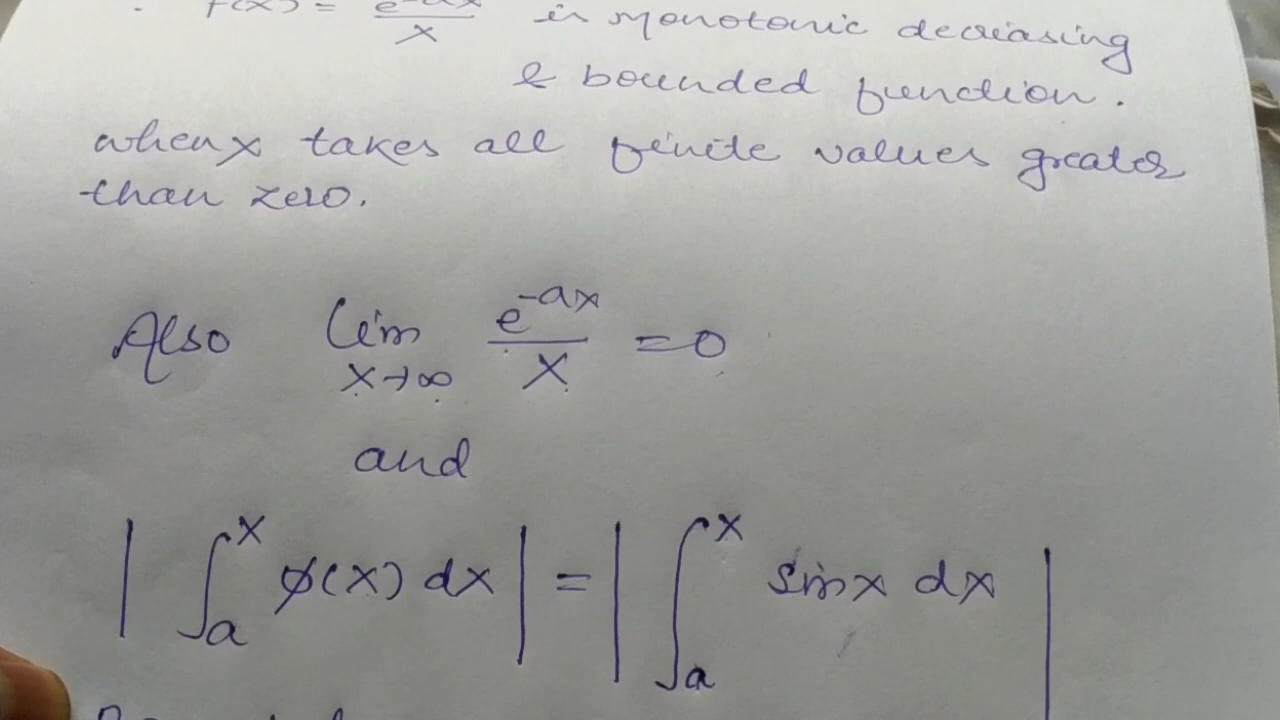 f(x) = e^-ax / x is monotonic decreasing
& bounded function.
when x takes all finite values greater
than zero.
Also lim x→∞ e^-ax / x = 0
and
| ∫_a^x φ(x) dx | = | ∫_a^x sin x dx |